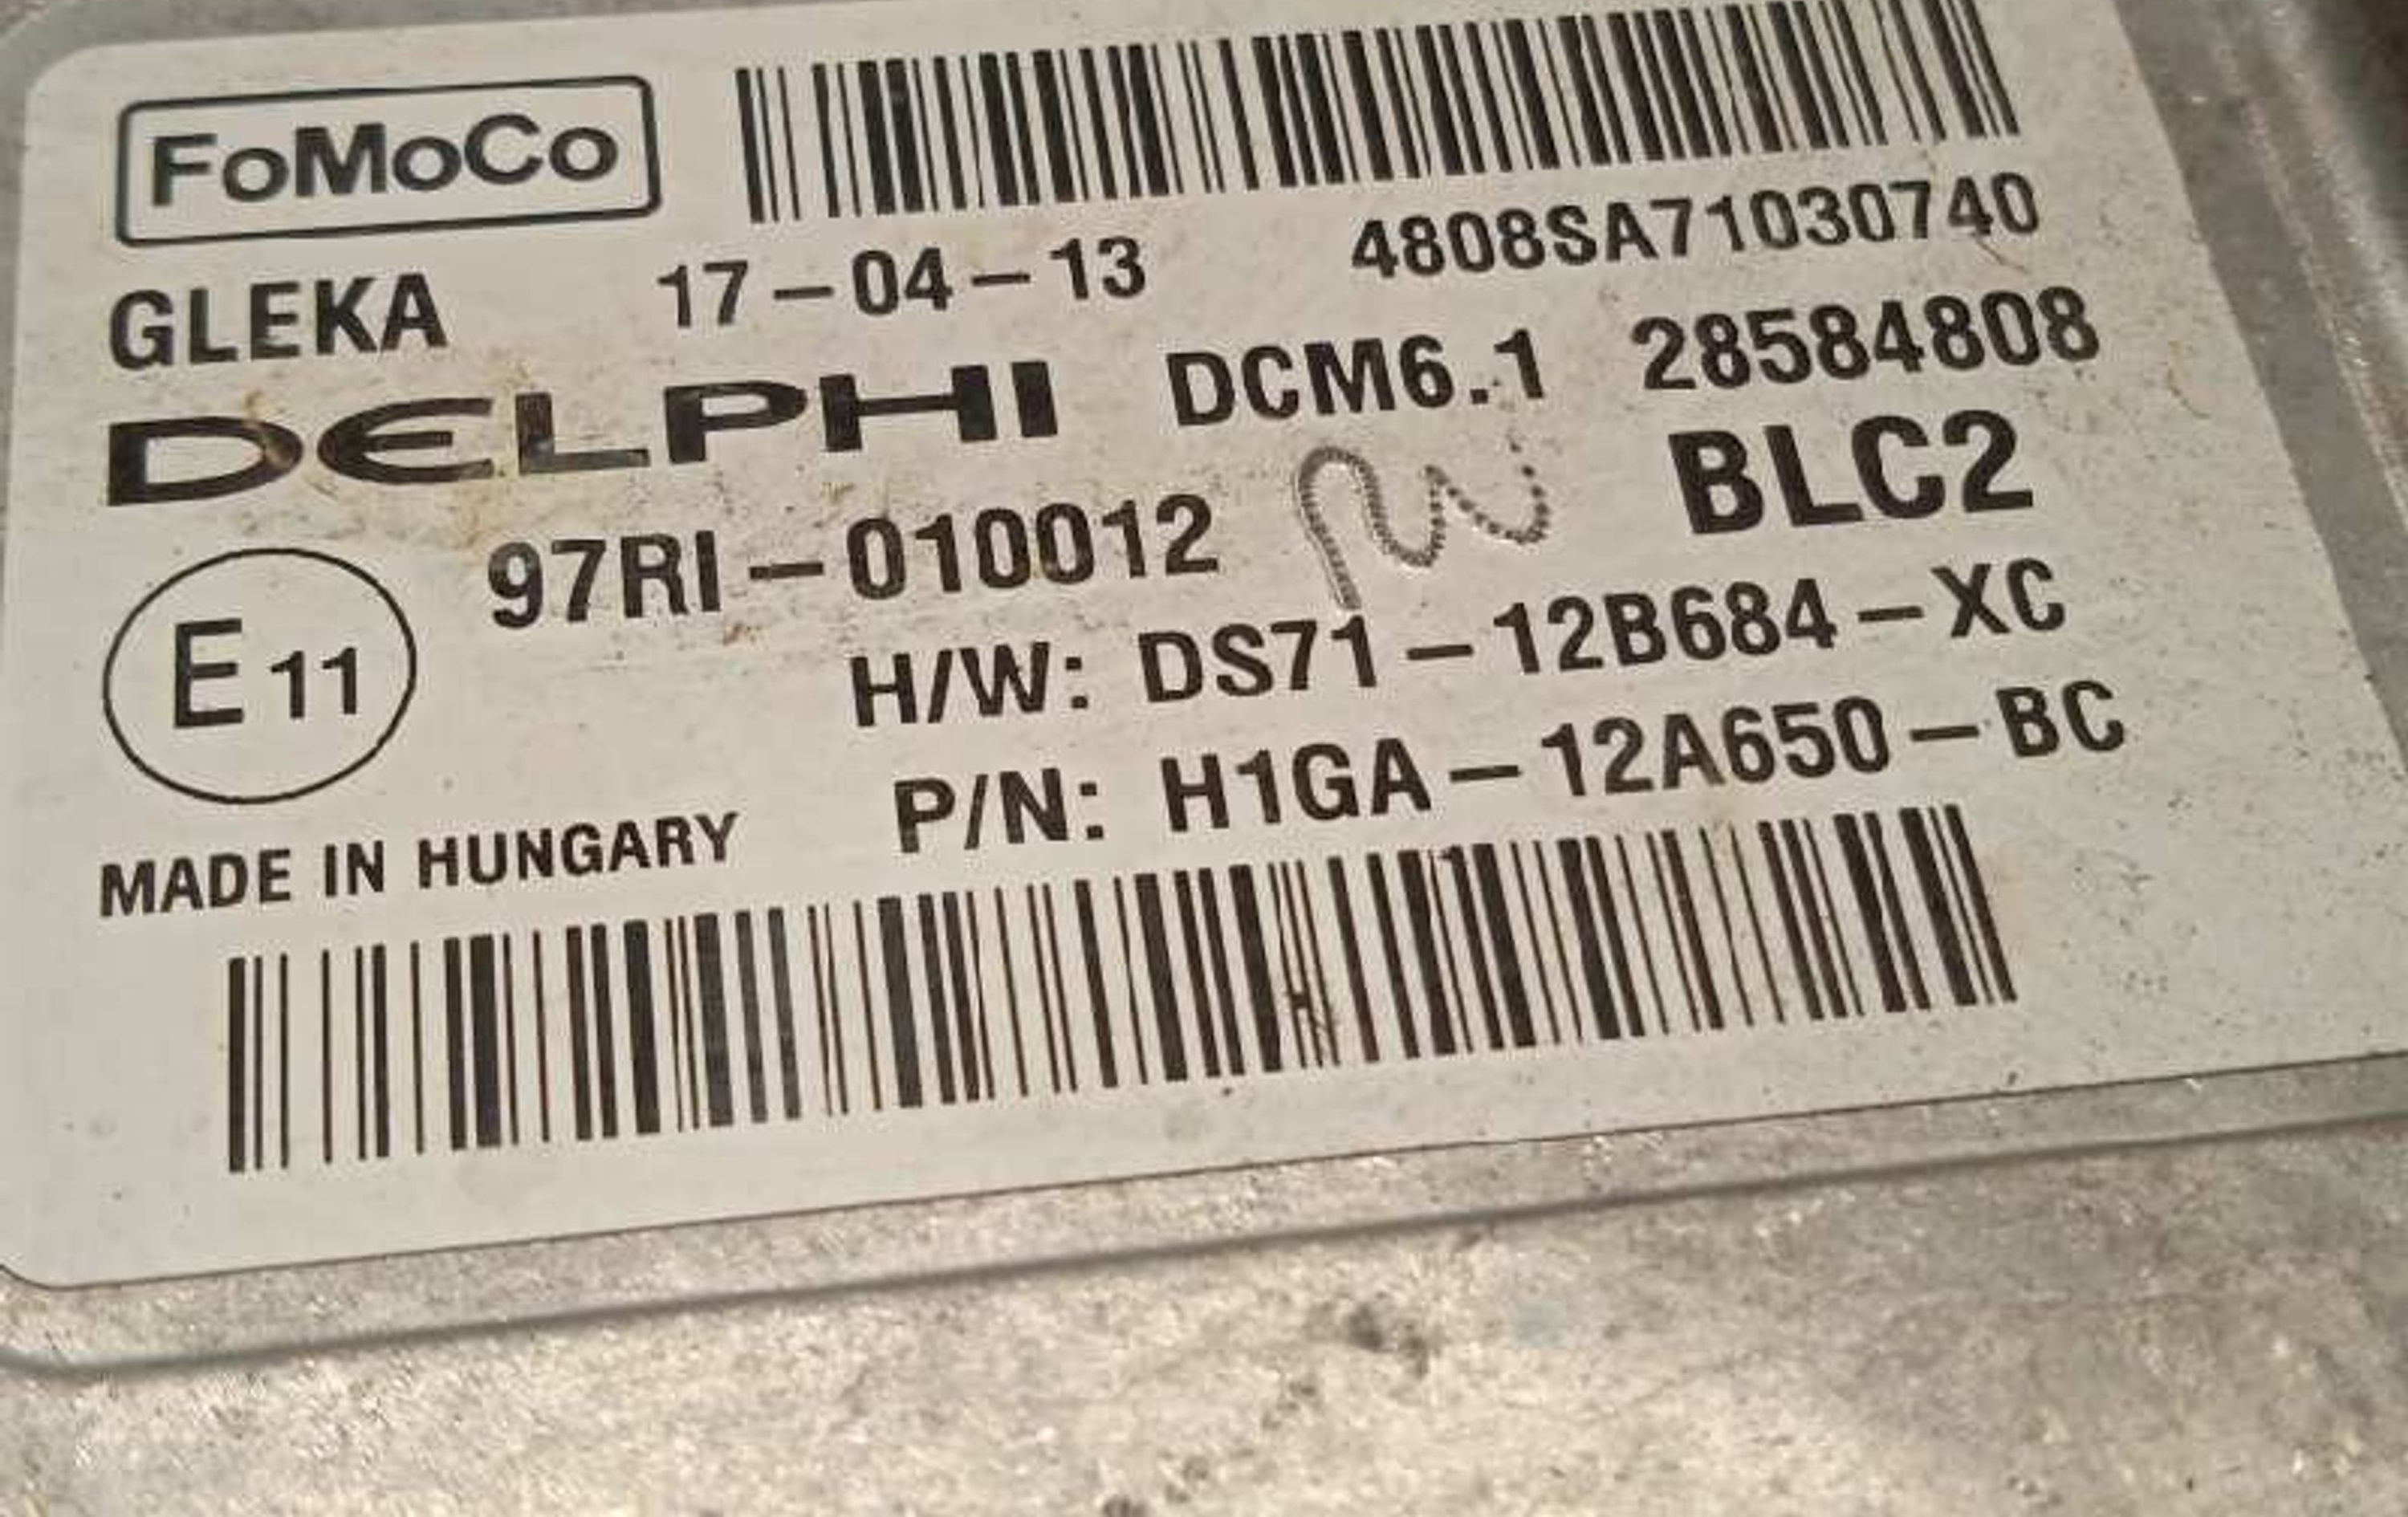 FoMoCo
4808SA71030740
GLEKA 17-04-13
DELPHI DCM6.1 28584808
97RI-010012 BLC2
E 11
H/W: DS71-12B684-XC
P/N: H1GA-12A650-BC
MADE IN HUNGARY